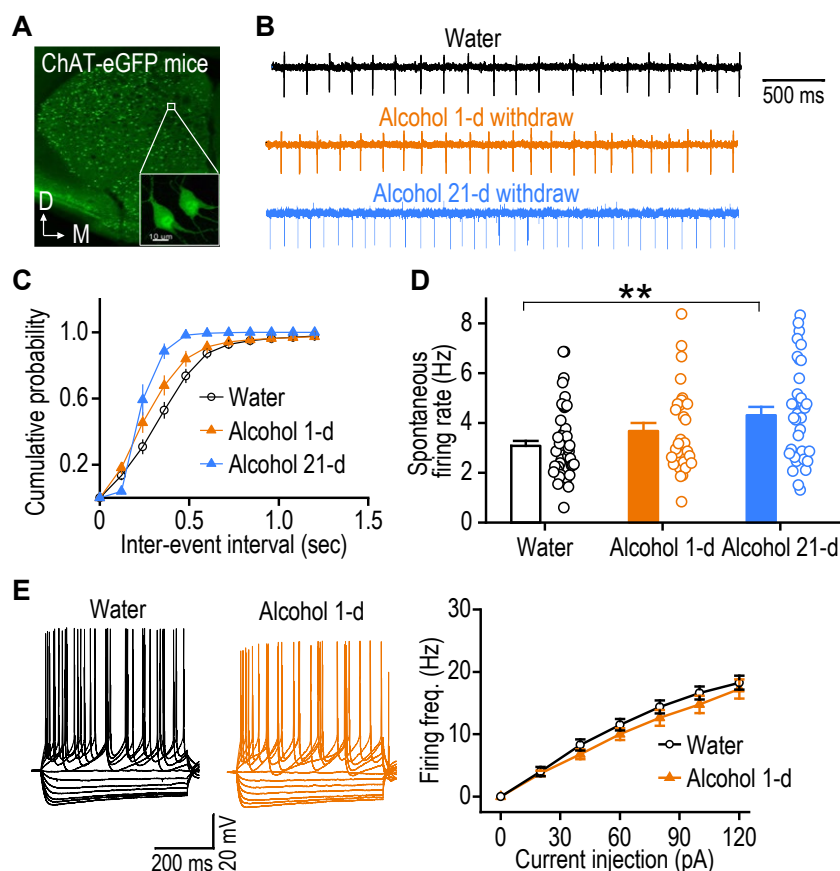 A
ChAT-eGFP mice
D
M
10 um
B
Water
500 ms
Alcohol 1-d withdraw
Alcohol 21-d withdraw
C
Cumulative probability
1.0
0.6
0.2
Water
Alcohol 1-d
Alcohol 21-d
0
0.5
1.0
1.5
Inter-event interval (sec)
D
**
Spontaneous
firing rate (Hz)
8
6
4
2
0
Water
Alcohol 1-d
Alcohol 21-d
E
Water
Alcohol 1-d
200 ms
20 mV
Firing freq. (Hz)
30
20
10
0
Water
Alcohol 1-d
0
30
60
90
120
Current injection (pA)